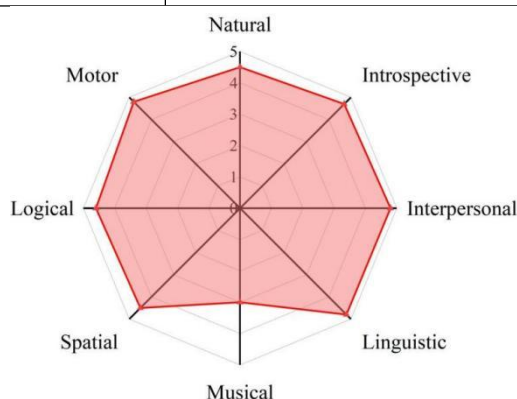 Natural
5
Motor
4
Introspective
3
2
1
0
Logical
Interpersonal
Spatial
Linguistic
Musical